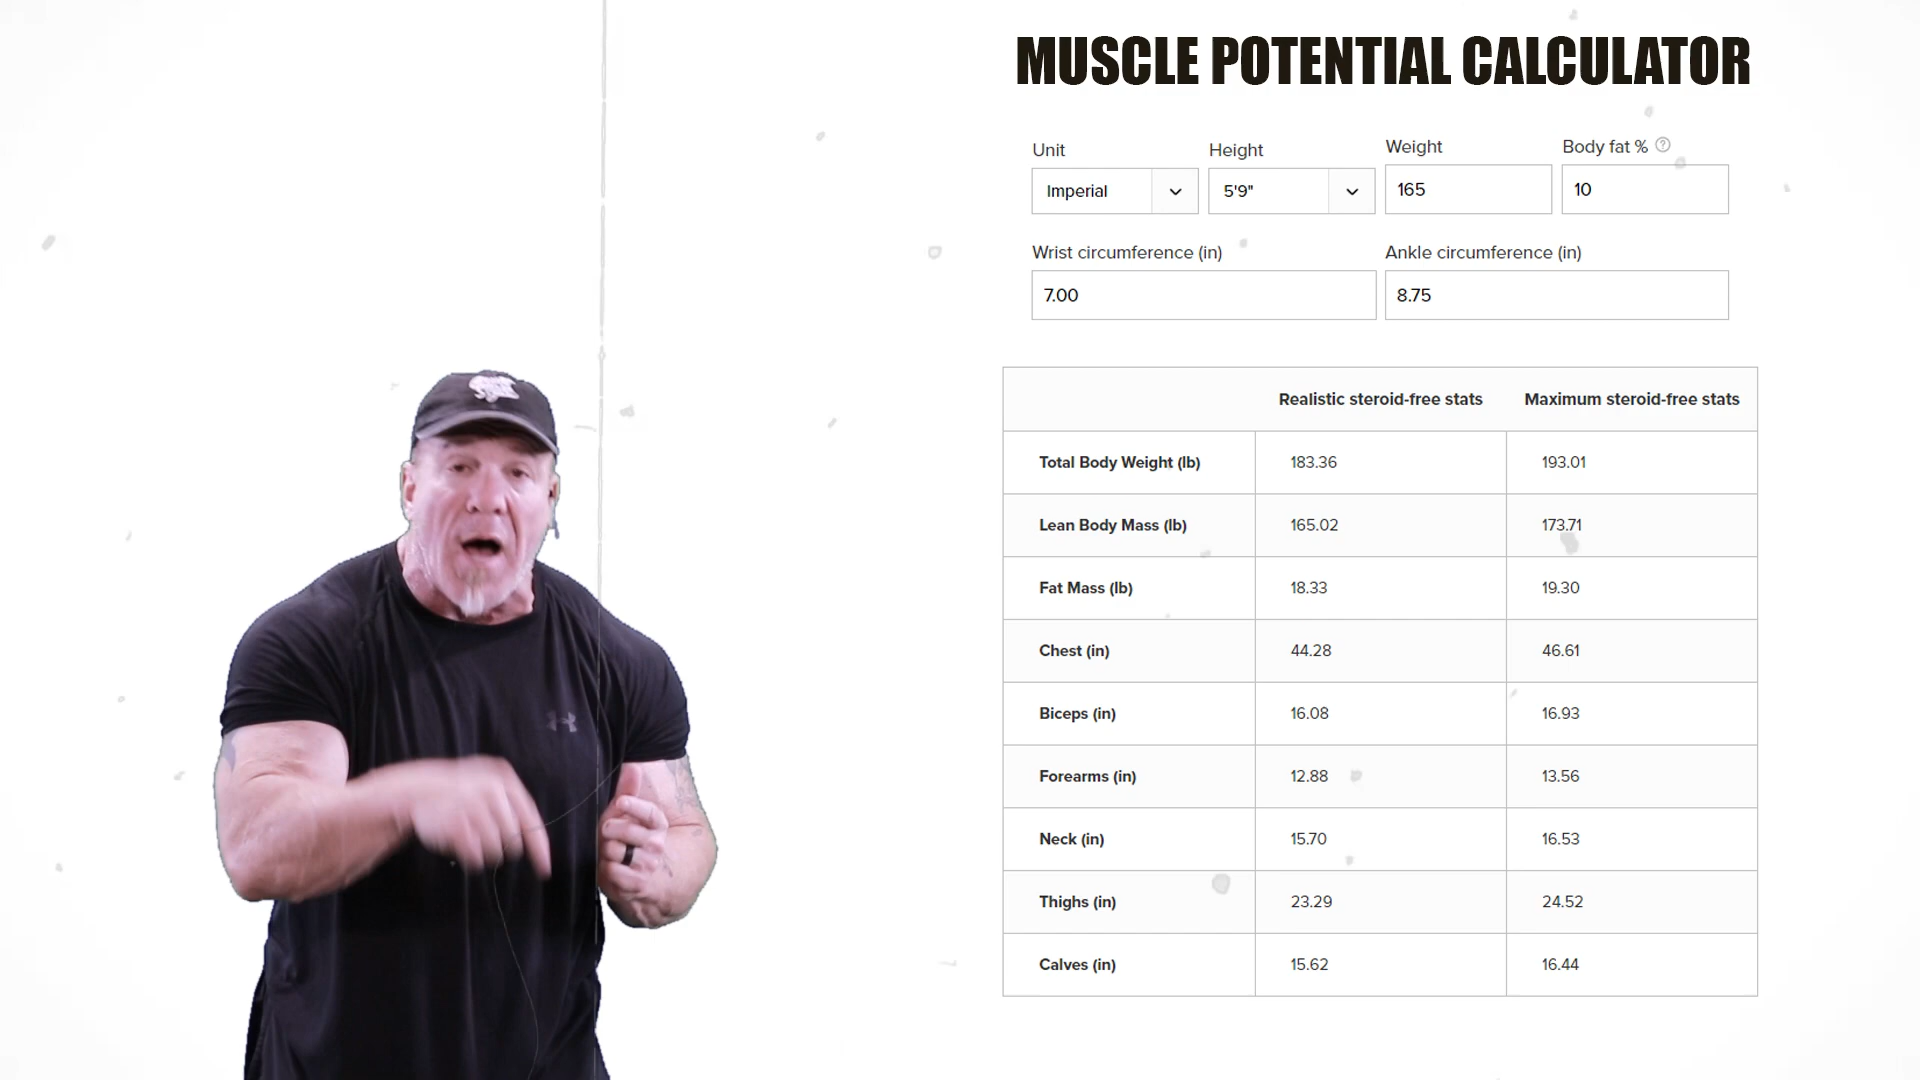 MUSCLE POTENTIAL CALCULATOR
Unit Height Weight Body fat % ?
Imperial 5'9" 165 10
Wrist circumference (in) Ankle circumference (in)
7.00 8.75
Realistic steroid-free stats Maximum steroid-free stats
Total Body Weight (lb) 183.36 193.01
Lean Body Mass (lb) 165.02 173.71
Fat Mass (lb) 18.33 19.30
Chest (in) 44.28 46.61
Biceps (in) 16.08 16.93
Forearms (in) 12.88 13.56
Neck (in) 15.70 16.53
Thighs (in) 23.29 24.52
Calves (in) 15.62 16.44